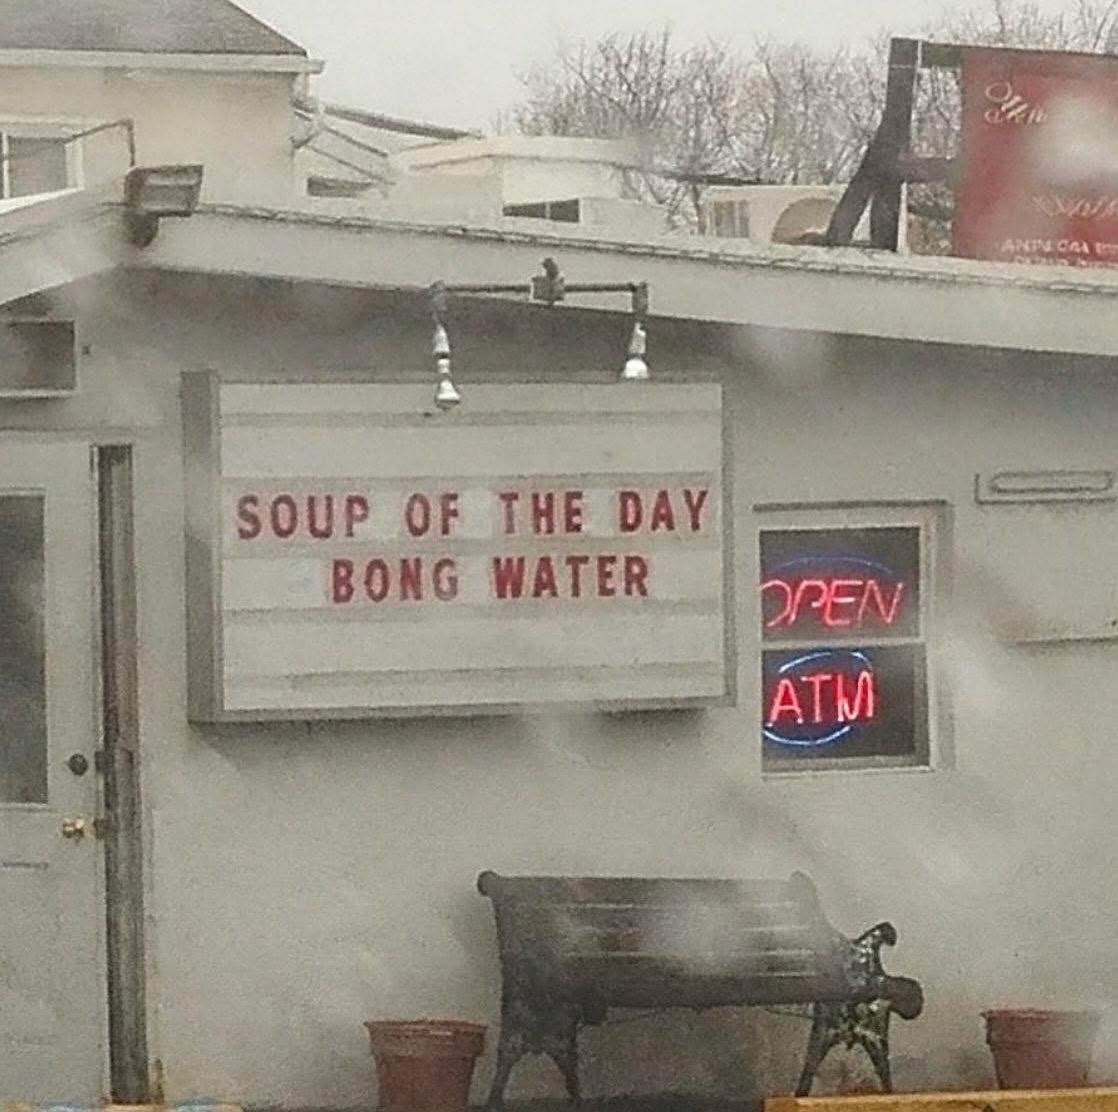 SOUP OF THE DAY
BONG WATER
OPEN
ATM